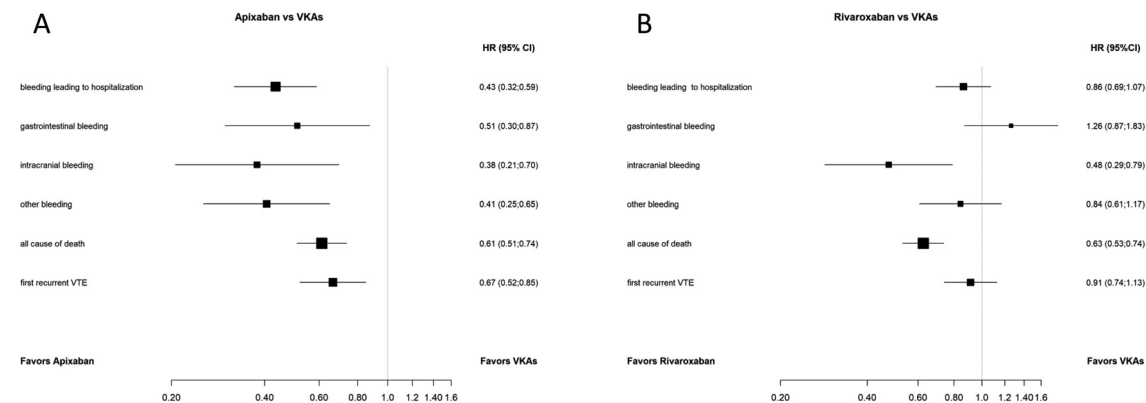 A
Apixaban vs VKAs
HR (95% CI)
bleeding leading to hospitalization 0.43 (0.32;0.59)
gastrointestinal bleeding 0.51 (0.30;0.87)
intracranial bleeding 0.38 (0.21;0.70)
other bleeding 0.41 (0.25;0.65)
all cause of death 0.61 (0.51;0.74)
first recurrent VTE 0.67 (0.52;0.85)
Favors Apixaban Favors VKAs
0.20 0.40 0.60 0.80 1.0 1.2 1.40 1.6
B
Rivaroxaban vs VKAs
HR (95%CI)
bleeding leading to hospitalization 0.86 (0.69;1.07)
gastrointestinal bleeding 1.26 (0.87;1.83)
intracranial bleeding 0.48 (0.29;0.79)
other bleeding 0.84 (0.61;1.17)
all cause of death 0.63 (0.53;0.74)
first recurrent VTE 0.91 (0.74;1.13)
Favors Rivaroxaban Favors VKAs
0.20 0.40 0.60 0.80 1.0 1.2 1.40 1.6